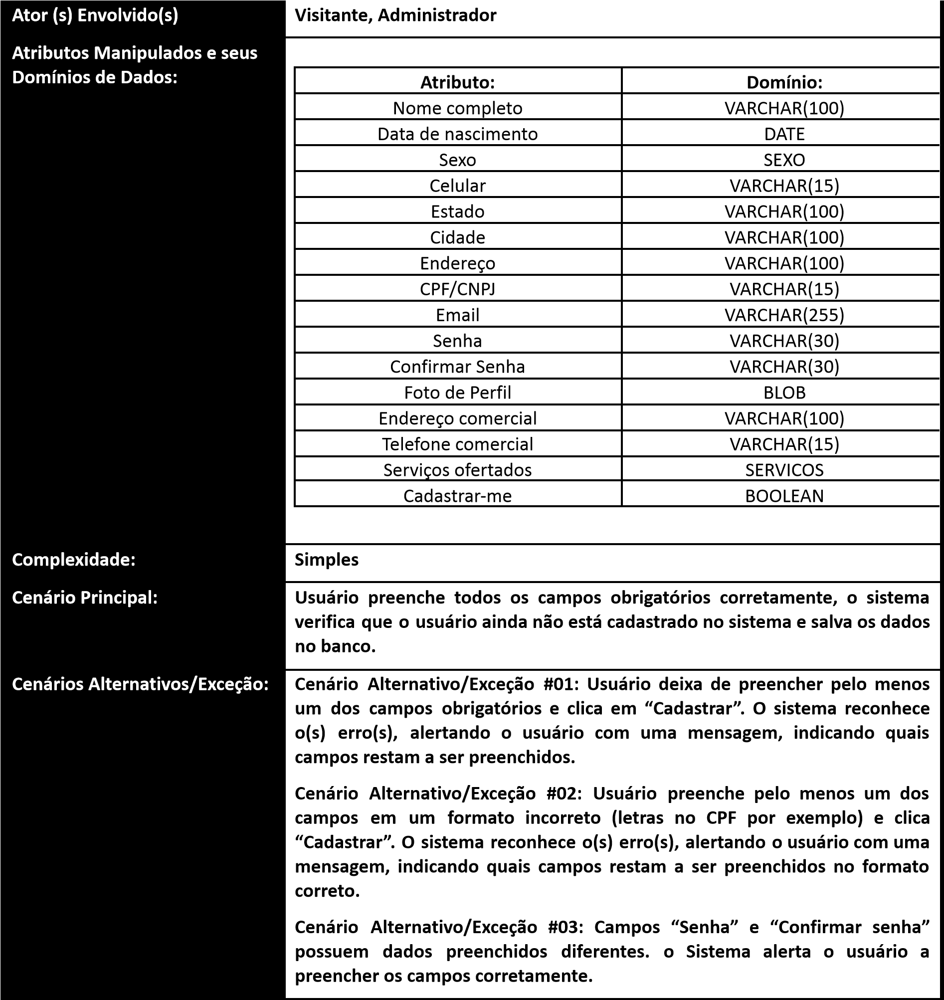 Ator (s) Envolvido(s)
Visitante, Administrador
Atributos Manipulados e seus
Domínios de Dados:
Atributo: Domínio:
Nome completo VARCHAR(100)
Data de nascimento DATE
Sexo SEXO
Celular VARCHAR(15)
Estado VARCHAR(100)
Cidade VARCHAR(100)
Endereço VARCHAR(100)
CPF/CNPJ VARCHAR(15)
Email VARCHAR(255)
Senha VARCHAR(30)
Confirmar Senha VARCHAR(30)
Foto de Perfil BLOB
Endereço comercial VARCHAR(100)
Telefone comercial VARCHAR(15)
Serviços ofertados SERVICOS
Cadastrar-me BOOLEAN
Complexidade:
Simples
Cenário Principal:
Usuário preenche todos os campos obrigatórios corretamente, o sistema
verifica que o usuário ainda não está cadastrado no sistema e salva os dados
no banco.
Cenários Alternativos/Exceção:
Cenário Alternativo/Exceção #01: Usuário deixa de preencher pelo menos
um dos campos obrigatórios e clica em “Cadastrar”. O sistema reconhece
o(s) erro(s), alertando o usuário com uma mensagem, indicando quais
campos restam a ser preenchidos.
Cenário Alternativo/Exceção #02: Usuário preenche pelo menos um dos
campos em um formato incorreto (letras no CPF por exemplo) e clica
“Cadastrar”. O sistema reconhece o(s) erro(s), alertando o usuário com uma
mensagem, indicando quais campos restam a ser preenchidos no formato
correto.
Cenário Alternativo/Exceção #03: Campos “Senha” e “Confirmar senha”
possuem dados preenchidos diferentes. o Sistema alerta o usuário a
preencher os campos corretamente.